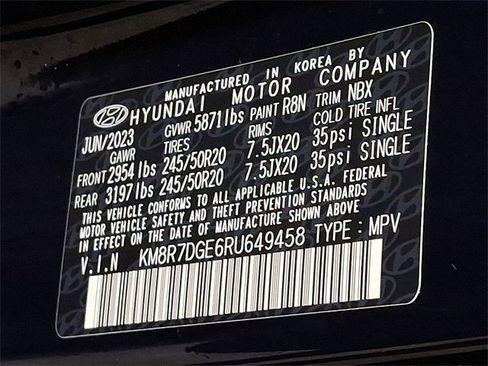 MANUFACTURED IN KOREA BY
HYUNDAI MOTOR COMPANY
JUN/2023 GVWR 5871lbs PAINT R8N TRIM NBX
GAWR TIRES RIMS COLD TIRE INFL
FRONT 2954 lbs 245/50R20 7.5JX20 35psi SINGLE
REAR 3197 lbs 245/50R20 7.5JX20 35psi SINGLE
THIS VEHICLE CONFORMS TO ALL APPLICABLE U.S.A. FEDERAL
MOTOR VEHICLE SAFETY AND THEFT PREVENTION STANDARDS
IN EFFECT ON THE DATE OF MANUFACTURE SHOWN ABOVE
V.I.N KM8R7DGE6RU649458 TYPE : MPV